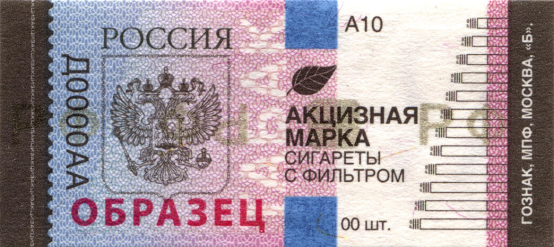 РОССИЯ
Д0000АА
ОБРАЗЕЦ
А10
АКЦИЗНАЯ
МАРКА
СИГАРЕТЫ
С ФИЛЬТРОМ
00 шт.
ГОЗНАК, МПФ, МОСКВА, «Б».